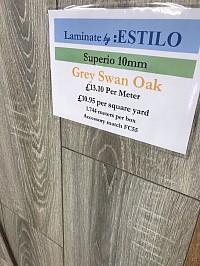 Laminate by :ESTILO
Superio 10mm
Grey Swan Oak
£13.10 Per Meter
£10.95 per square yard
1.744 meters per box
Accessory match FC55